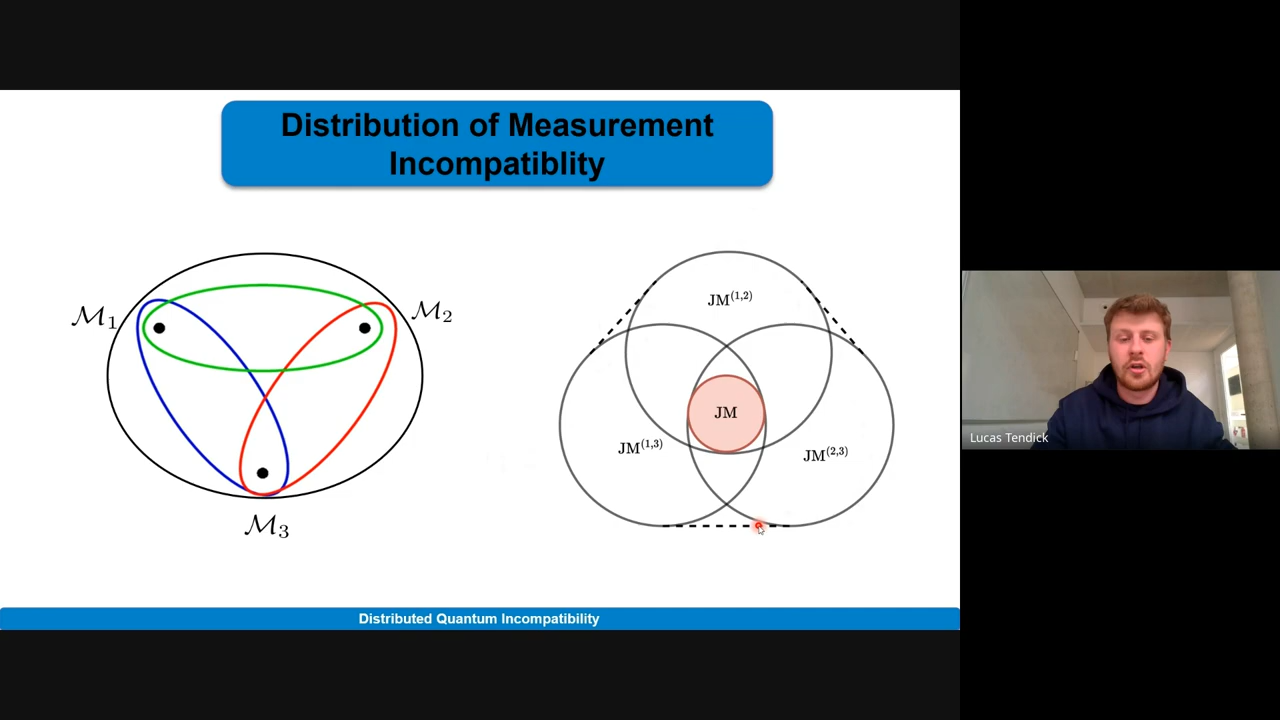 Distribution of Measurement
Incompatiblity
ℳ₁
ℳ₂
ℳ₃
JM⁽¹,²⁾
JM
JM⁽¹,³⁾
JM⁽²,³⁾
Lucas Tendick
Distributed Quantum Incompatibility